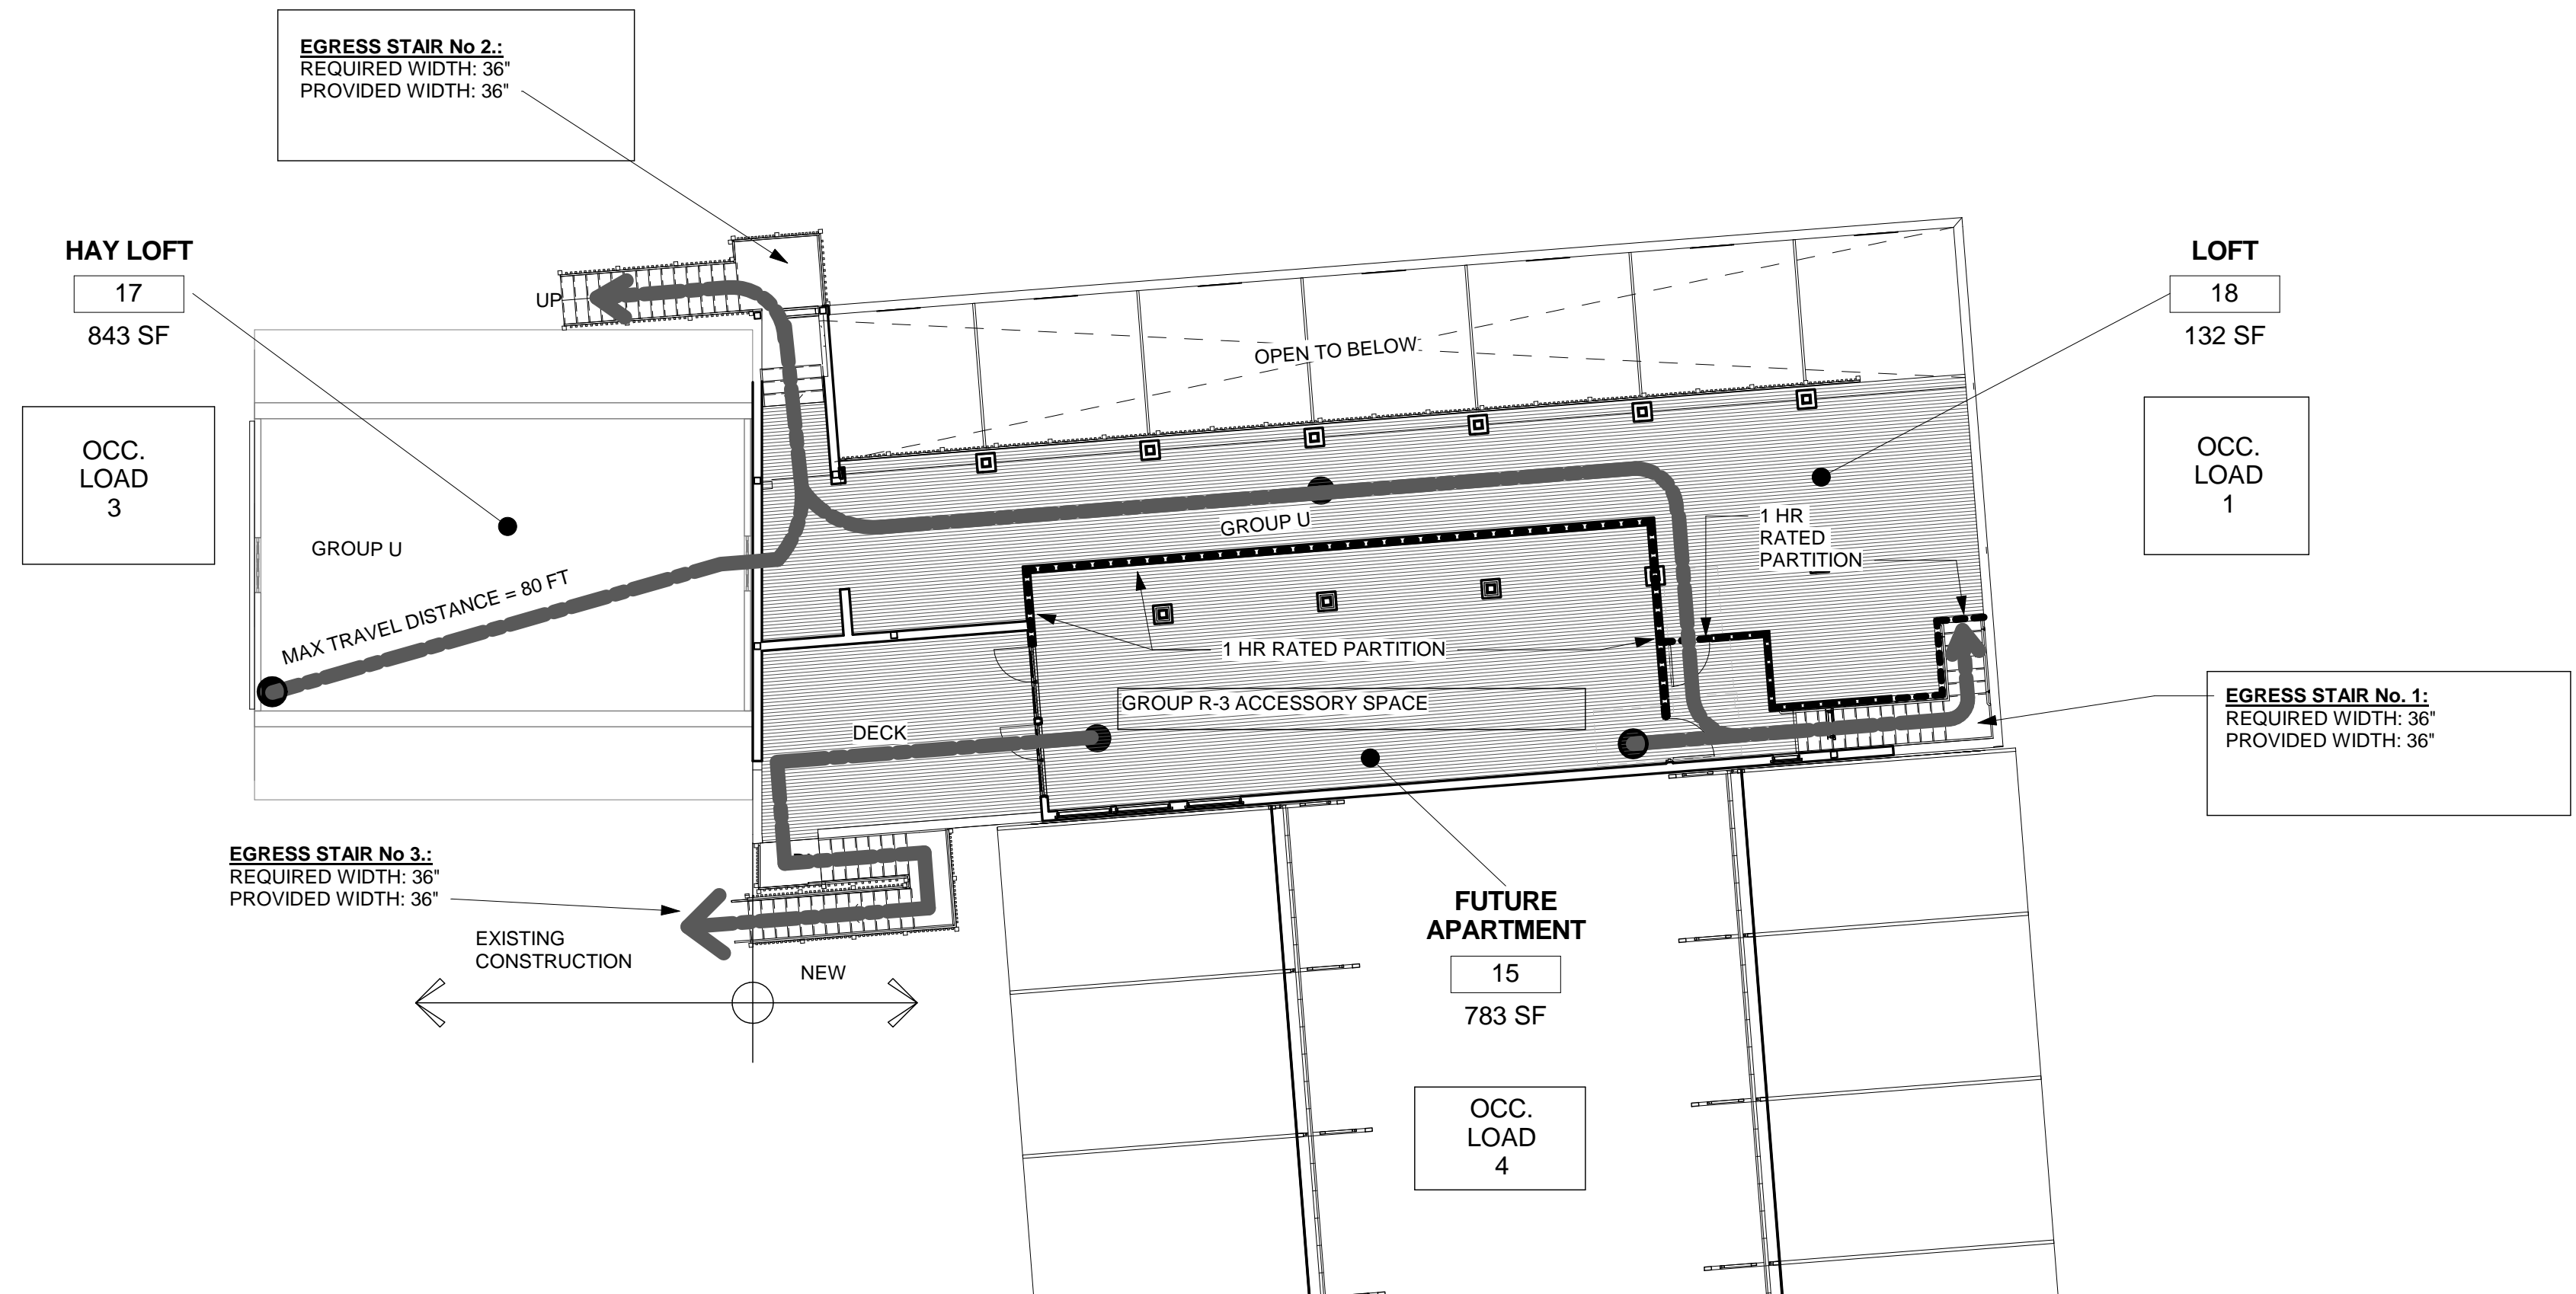 EGRESS STAIR No 2.:
REQUIRED WIDTH: 36"
PROVIDED WIDTH: 36"
HAY LOFT
17
843 SF
OCC.
LOAD
3
GROUP U
MAX TRAVEL DISTANCE = 80 FT
UP
OPEN TO BELOW
GROUP U
LOFT
18
132 SF
OCC.
LOAD
1
1 HR
RATED
PARTITION
1 HR RATED PARTITION
GROUP R-3 ACCESSORY SPACE
DECK
EGRESS STAIR No. 1:
REQUIRED WIDTH: 36"
PROVIDED WIDTH: 36"
EGRESS STAIR No 3.:
REQUIRED WIDTH: 36"
PROVIDED WIDTH: 36"
EXISTING
CONSTRUCTION
NEW
FUTURE
APARTMENT
15
783 SF
OCC.
LOAD
4